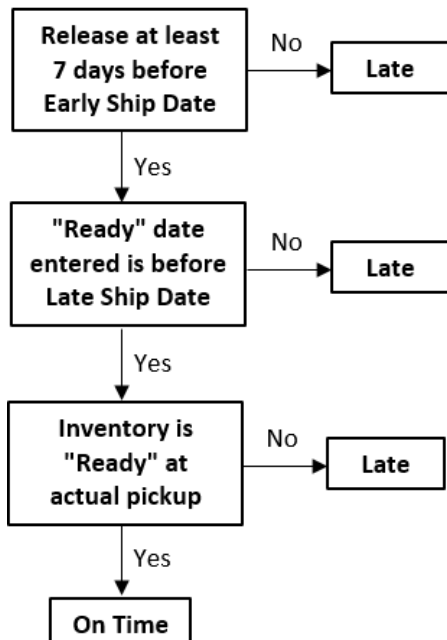 Release at least
7 days before
Early Ship Date
No
Late
Yes
"Ready" date
entered is before
Late Ship Date
No
Late
Yes
Inventory is
"Ready" at
actual pickup
No
Late
Yes
On Time